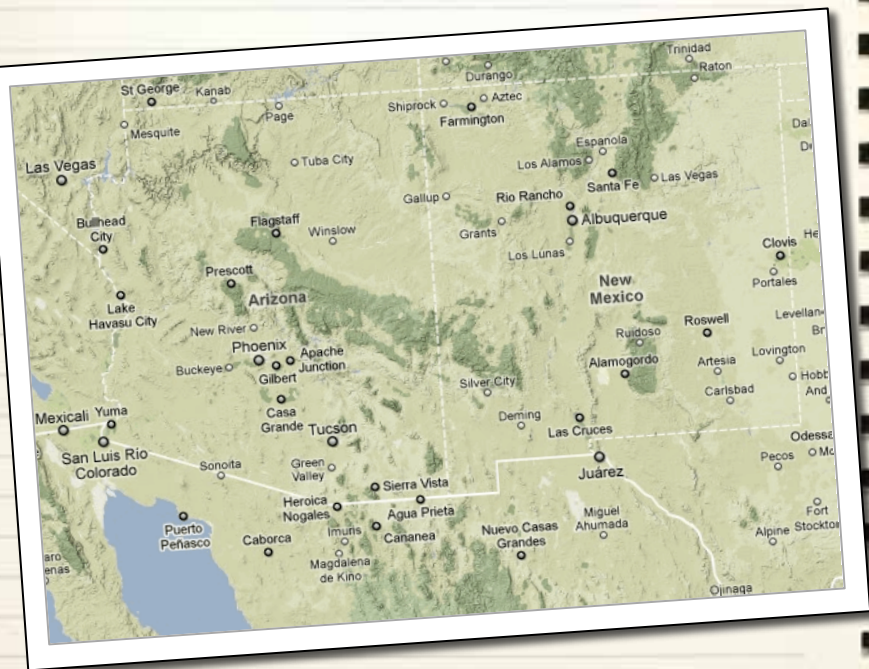 Trinidad
Durango
Raton
St George
Kanab
Shiprock
Aztec
Farmington
Page
Mesquite
Espanola
Tuba City
Los Alamos
Las Vegas
Santa Fe
Las Vegas
Gallup
Rio Rancho
Albuquerque
Bullhead
City
Flagstaff
Winslow
Grants
Los Lunas
Clovis
Portales
Prescott
Arizona
New
Mexico
Lake
Havasu City
New River
Phoenix
Apache
Junction
Buckeye
Gilbert
Ruidoso
Roswell
Alamogordo
Artesia
Lovington
Carlsbad
Silver City
Casa
Grande
Deming
Las Cruces
Mexicali
Yuma
Tucson
San Luis Rio
Colorado
Sonoita
Green
Valley
Juárez
Pecos
Sierra Vista
Heroica
Nogales
Agua Prieta
Puerto
Peñasco
Caborca
Imuris
Cananea
Magdalena
de Kino
Nuevo Casas
Grandes
Miguel
Ahumada
Alpine
Fort
Stockton
Ojinaga